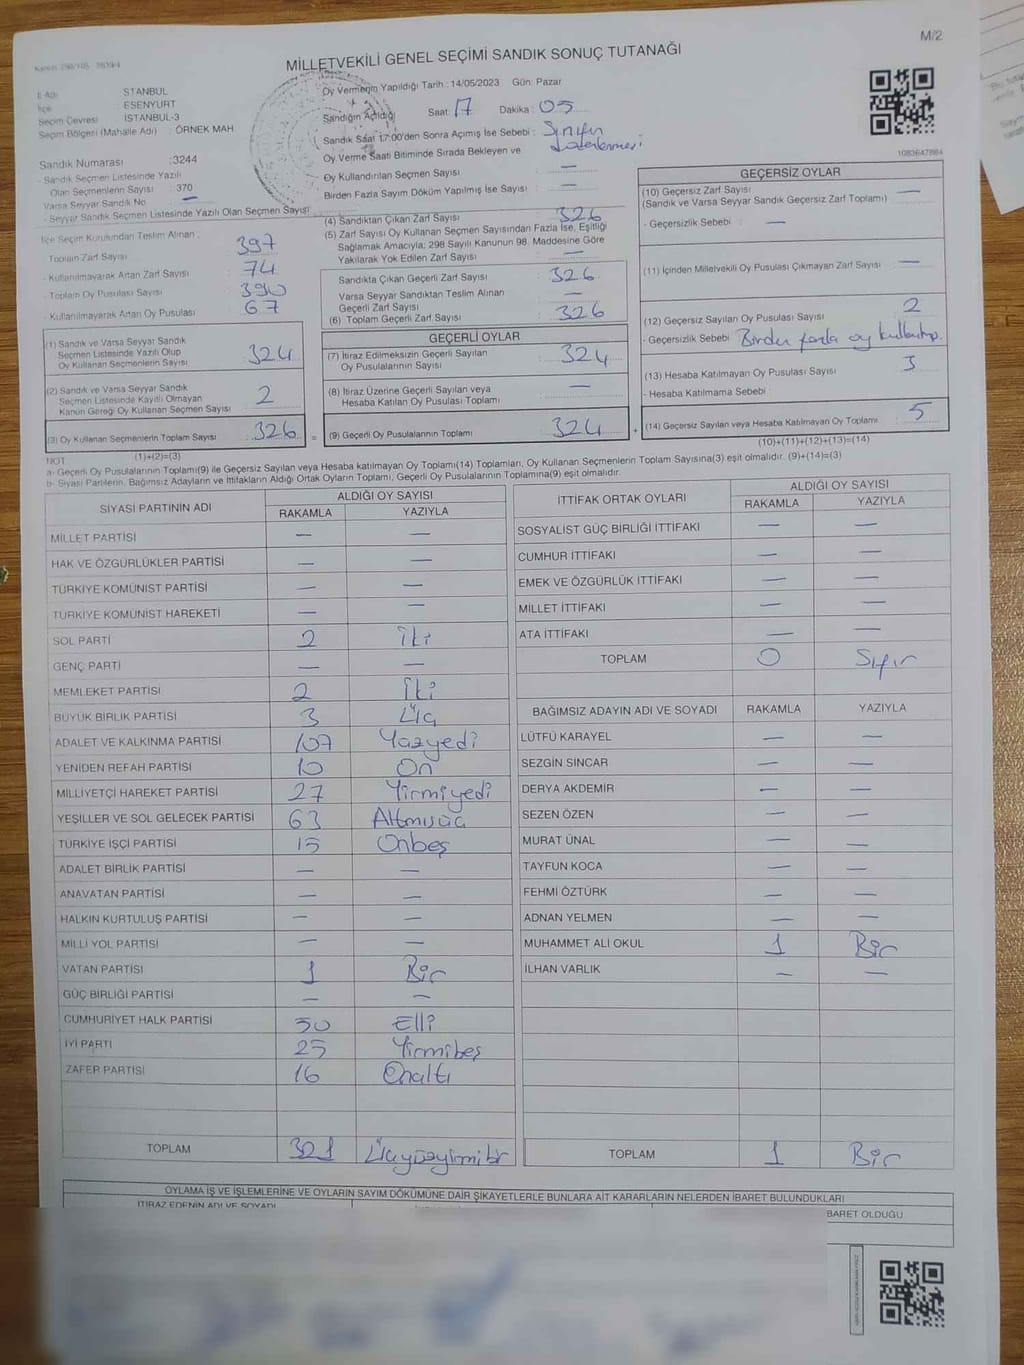 M/2
MİLLETVEKİLİ GENEL SEÇİMİ SANDIK SONUÇ TUTANAĞI
İl Adı İSTANBUL
İlçe ESENYURT
Seçim Çevresi İSTANBUL-3
Seçim Bölgesi (Mahalle Adı) : ÖRNEK MAH
Sandık Numarası :3244
- Sandık Seçmen Listesinde Yazılı
Olan Seçmenlerin Sayısı : 370
Varsa Seyyar Sandık No —
- Seyyar Sandık Seçmen Listesinde Yazılı Olan Seçmen Sayısı
İlçe Seçim Kurulundan Teslim Alınan :
Toplam Zarf Sayısı : 397
- Kullanılmayarak Artan Zarf Sayısı : 74
- Toplam Oy Pusulası Sayısı : 390
- Kullanılmayarak Artan Oy Pusulası : 67
(1) Sandık ve Varsa Seyyar Sandık
Seçmen Listesinde Yazılı Olup
Oy Kullanan Seçmenlerin Sayısı : 324
(2) Sandık ve Varsa Seyyar Sandık
Seçmen Listesinde Kayıtlı Olmayan
Kanun Gereği Oy Kullanan Seçmen Sayısı : 2
(3) Oy Kullanan Seçmenlerin Toplam Sayısı : 326
(1)+(2)=(3)
Oy Vermenin Yapıldığı Tarih : 14/05/2023 Gün: Pazar
Sandığın Açıldığı Saat: 17 Dakika : 05
Sandık Saat 17:00'den Sonra Açılmış İse Sebebi : Sınıfın
Oy Verme Saati Bitiminde Sırada Bekleyen ve
Oy Kullandırılan Seçmen Sayısı : —
Birden Fazla Sayım Döküm Yapılmış İse Sayısı : —
(4) Sandıktan Çıkan Zarf Sayısı : 326
(5) Zarf Sayısı Oy Kullanan Seçmen Sayısından Fazla İse, Eşitliği
Sağlamak Amacıyla; 298 Sayılı Kanunun 98. Maddesine Göre
Yakılarak Yok Edilen Zarf Sayısı : —
Sandıkta Çıkan Geçerli Zarf Sayısı : 326
Varsa Seyyar Sandıktan Teslim Alınan
Geçerli Zarf Sayısı : —
(6) Toplam Geçerli Zarf Sayısı : 326
GEÇERLİ OYLAR
(7) İtiraz Edilmeksizin Geçerli Sayılan
Oy Pusulalarının Sayısı : 324
(8) İtiraz Üzerine Geçerli Sayılan veya
Hesaba Katılan Oy Pusulası Toplamı : —
= (9) Geçerli Oy Pusulalarının Toplamı : 324 +
1083647884
GEÇERSİZ OYLAR
(10) Geçersiz Zarf Sayısı : —
(Sandık ve Varsa Seyyar Sandık Geçersiz Zarf Toplamı)
- Geçersizlik Sebebi : —
(11) İçinden Milletvekili Oy Pusulası Çıkmayan Zarf Sayısı : —
(12) Geçersiz Sayılan Oy Pusulası Sayısı : 2
- Geçersizlik Sebebi : Birden fazla oy
(13) Hesaba Katılmayan Oy Pusulası Sayısı : 3
- Hesaba Katılmama Sebebi :
(14) Geçersiz Sayılan veya Hesaba Katılmayan Oy Toplamı : 5
(10)+(11)+(12)+(13)=(14)
NOT
a- Geçerli Oy Pusulalarının Toplamı(9) ile Geçersiz Sayılan veya Hesaba katılmayan Oy Toplamı(14) Toplamları, Oy Kullanan Seçmenlerin Toplam Sayısına(3) eşit olmalıdır. (9)+(14)=(3)
b- Siyasi Partilerin, Bağımsız Adayların ve İttifakların Aldığı Ortak Oyların Toplamı, Geçerli Oy Pusulalarının Toplamına(9) eşit olmalıdır.
SİYASİ PARTİNİN ADI ALDIĞI OY SAYISI
RAKAMLA YAZIYLA
MİLLET PARTİSİ — —
HAK VE ÖZGÜRLÜKLER PARTİSİ — —
TÜRKİYE KOMÜNİST PARTİSİ — —
TÜRKİYE KOMÜNİST HAREKETİ — —
SOL PARTİ 2 İki
GENÇ PARTİ — —
MEMLEKET PARTİSİ 2 İki
BÜYÜK BİRLİK PARTİSİ 3 Üç
ADALET VE KALKINMA PARTİSİ 107 Yüzyedi
YENİDEN REFAH PARTİSİ 10 On
MİLLİYETÇİ HAREKET PARTİSİ 27 Yirmiyedi
YEŞİLLER VE SOL GELECEK PARTİSİ 63 Altmışüç
TÜRKİYE İŞÇİ PARTİSİ 15 Onbeş
ADALET BİRLİK PARTİSİ — —
ANAVATAN PARTİSİ — —
HALKIN KURTULUŞ PARTİSİ — —
MİLLİ YOL PARTİSİ — —
VATAN PARTİSİ 1 Bir
GÜÇ BİRLİĞİ PARTİSİ — —
CUMHURİYET HALK PARTİSİ 50 Elli
İYİ PARTİ 25 Yirmibeş
ZAFER PARTİSİ 16 Onaltı
TOPLAM 321 Üçyüzyirmibir
İTTİFAK ORTAK OYLARI ALDIĞI OY SAYISI
RAKAMLA YAZIYLA
SOSYALİST GÜÇ BİRLİĞİ İTTİFAKI — —
CUMHUR İTTİFAKI — —
EMEK VE ÖZGÜRLÜK İTTİFAKI — —
MİLLET İTTİFAKI — —
ATA İTTİFAKI — —
TOPLAM 0 Sıfır
BAĞIMSIZ ADAYIN ADI VE SOYADI RAKAMLA YAZIYLA
LÜTFÜ KARAYEL — —
SEZGİN SİNCAR — —
DERYA AKDEMİR — —
SEZEN ÖZEN — —
MURAT ÜNAL — —
TAYFUN KOCA — —
FEHMİ ÖZTÜRK — —
ADNAN YELMEN — —
MUHAMMET ALİ OKUL 1 Bir
İLHAN VARLIK — —
TOPLAM 1 Bir
OYLAMA İŞ VE İŞLEMLERİNE VE OYLARIN SAYIM DÖKÜMÜNE DAİR ŞİKAYETLERLE BUNLARA AİT KARARLARIN NELERDEN İBARET BULUNDUKLARI
İTİRAZ EDENİN ADI VE SOYADI BARET OLDUĞU